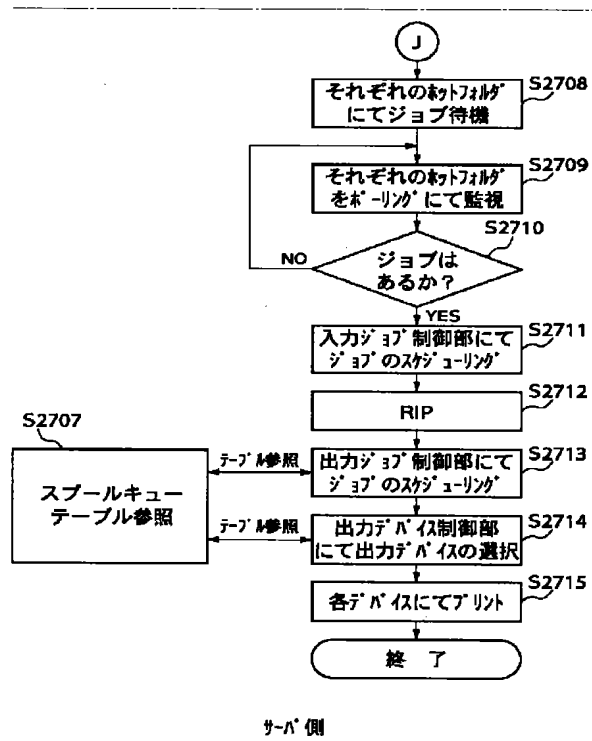 J
S2708
それぞれのホットフォルダ
にてジョブ待機
S2709
それぞれのホットフォルダ
をポーリングにて監視
S2710
ジョブは
あるか?
NO
YES
S2711
入力ジョブ制御部にて
ジョブのスケジューリング
S2712
RIP
S2707
スプールキュー
テーブル参照
テーブル参照
S2713
出力ジョブ制御部にて
ジョブのスケジューリング
テーブル参照
S2714
出力デバイス制御部
にて出力デバイスの選択
S2715
各デバイスにてプリント
終 了
サーバ側